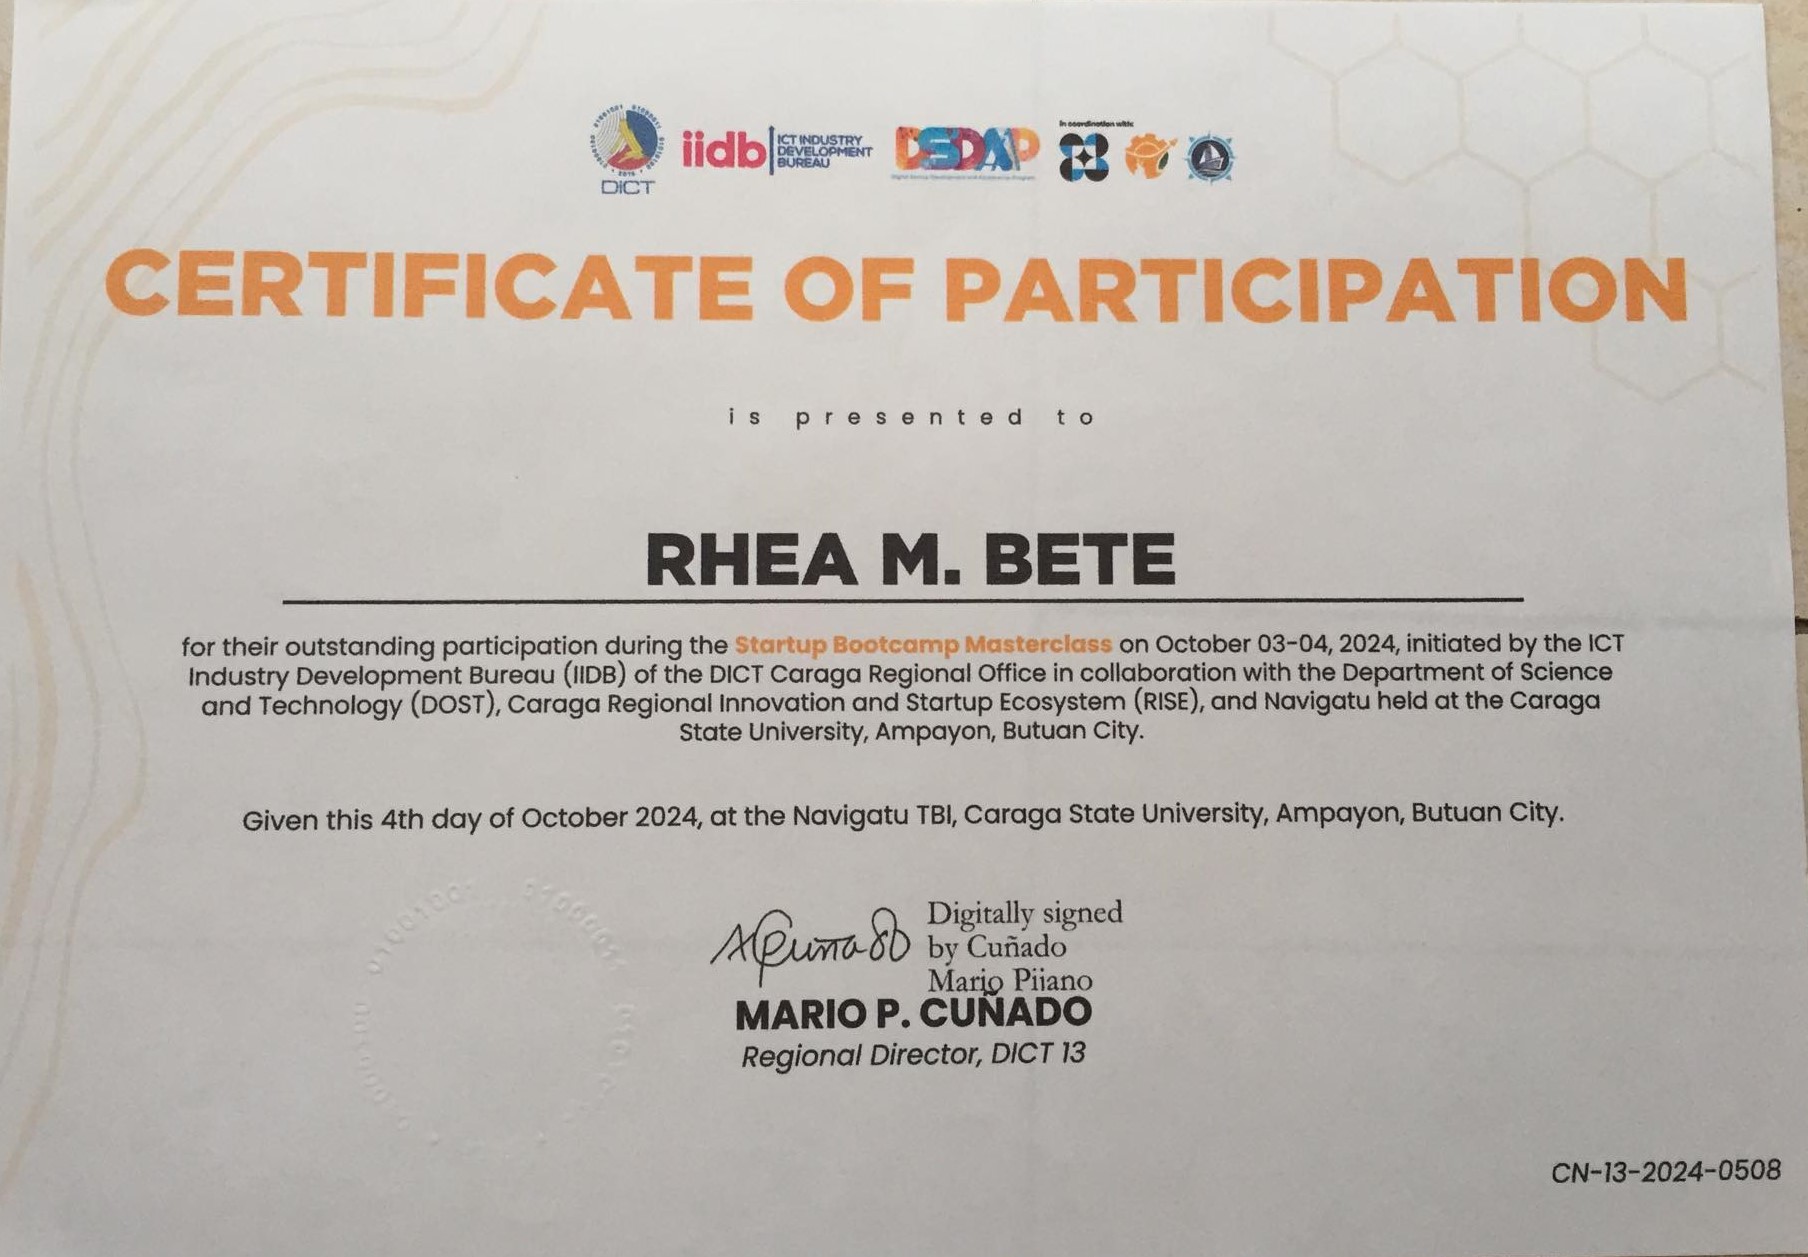 DICT
iidb
ICT INDUSTRY
DEVELOPMENT
BUREAU
DSDAP
In coordination with:
CERTIFICATE OF PARTICIPATION
is presented to
RHEA M. BETE
for their outstanding participation during the Startup Bootcamp Masterclass on October 03-04, 2024, initiated by the ICT
Industry Development Bureau (IIDB) of the DICT Caraga Regional Office in collaboration with the Department of Science
and Technology (DOST), Caraga Regional Innovation and Startup Ecosystem (RISE), and Navigatu held at the Caraga
State University, Ampayon, Butuan City.
Given this 4th day of October 2024, at the Navigatu TBI, Caraga State University, Ampayon, Butuan City.
Digitally signed
by Cuñado
Mario Piiano
MARIO P. CUÑADO
Regional Director, DICT 13
CN-13-2024-0508